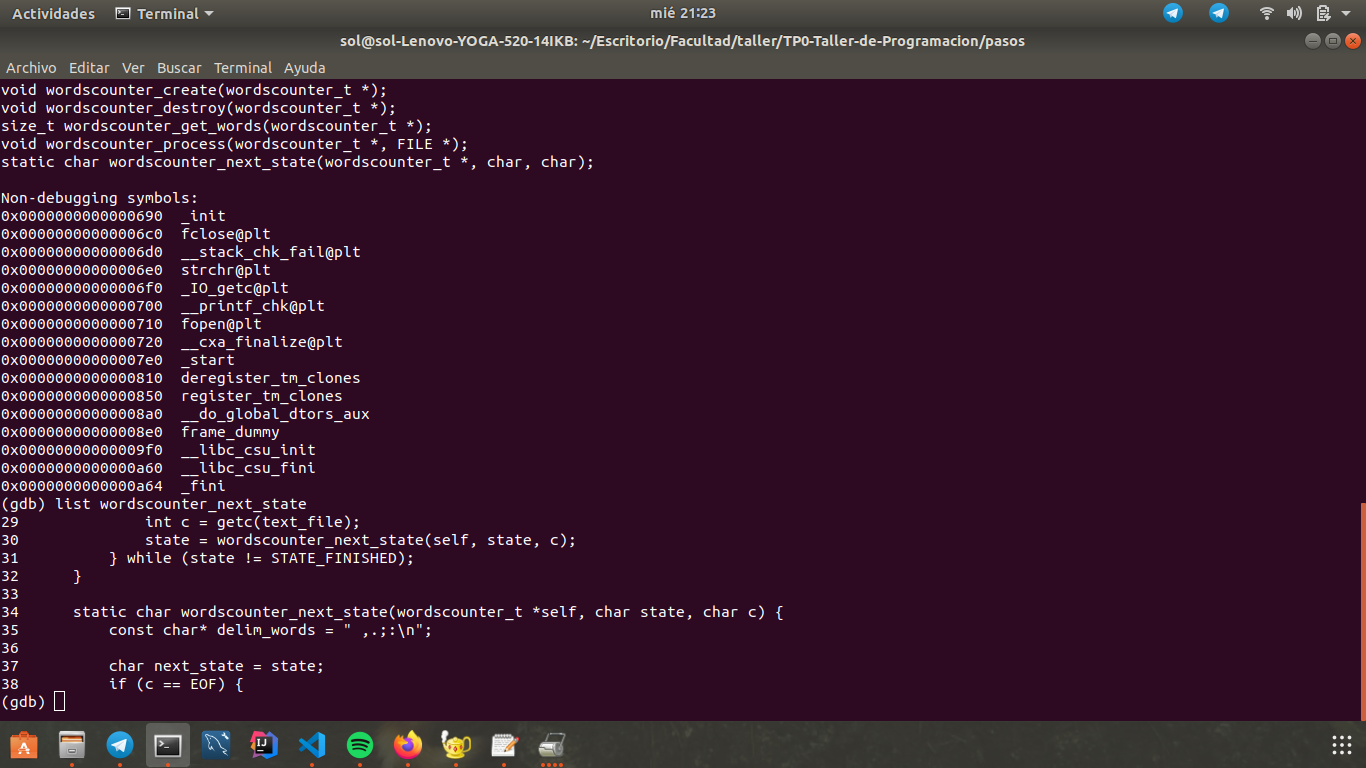 Actividades Terminal mié 21:23
sol@sol-Lenovo-YOGA-520-14IKB: ~/Escritorio/Facultad/taller/TP0-Taller-de-Programacion/pasos
Archivo Editar Ver Buscar Terminal Ayuda
void wordscounter_create(wordscounter_t *);
void wordscounter_destroy(wordscounter_t *);
size_t wordscounter_get_words(wordscounter_t *);
void wordscounter_process(wordscounter_t *, FILE *);
static char wordscounter_next_state(wordscounter_t *, char, char);

Non-debugging symbols:
0x0000000000000690  _init
0x00000000000006c0  fclose@plt
0x00000000000006d0  __stack_chk_fail@plt
0x00000000000006e0  strchr@plt
0x00000000000006f0  _IO_getc@plt
0x0000000000000700  __printf_chk@plt
0x0000000000000710  fopen@plt
0x0000000000000720  __cxa_finalize@plt
0x00000000000007e0  _start
0x0000000000000810  deregister_tm_clones
0x0000000000000850  register_tm_clones
0x00000000000008a0  __do_global_dtors_aux
0x00000000000008e0  frame_dummy
0x00000000000009f0  __libc_csu_init
0x0000000000000a60  __libc_csu_fini
0x0000000000000a64  _fini
(gdb) list wordscounter_next_state
29              int c = getc(text_file);
30              state = wordscounter_next_state(self, state, c);
31          } while (state != STATE_FINISHED);
32      }
33
34      static char wordscounter_next_state(wordscounter_t *self, char state, char c) {
35          const char* delim_words = " ,.;:\n";
36
37          char next_state = state;
38          if (c == EOF) {
(gdb)